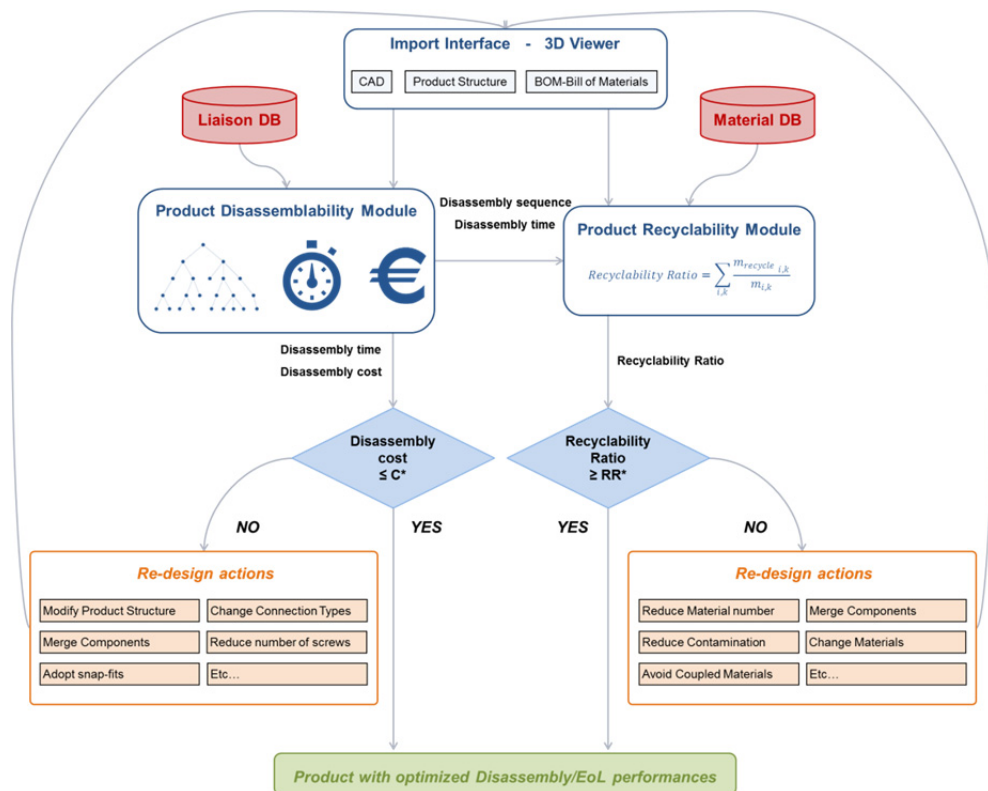 Import Interface - 3D Viewer
CAD
Product Structure
BOM-Bill of Materials
Liaison DB
Material DB
Product Disassemblability Module
€
Disassembly sequence
Disassembly time
Product Recyclability Module
Recyclability Ratio = ∑i,k mrecycle i,k / mi,k
Disassembly time
Disassembly cost
Recyclability Ratio
Disassembly
cost
≤ C*
Recyclability
Ratio
≥ RR*
NO
YES
YES
NO
Re-design actions
Modify Product Structure
Change Connection Types
Merge Components
Reduce number of screws
Adopt snap-fits
Etc…
Re-design actions
Reduce Material number
Merge Components
Reduce Contamination
Change Materials
Avoid Coupled Materials
Etc…
Product with optimized Disassembly/EoL performances